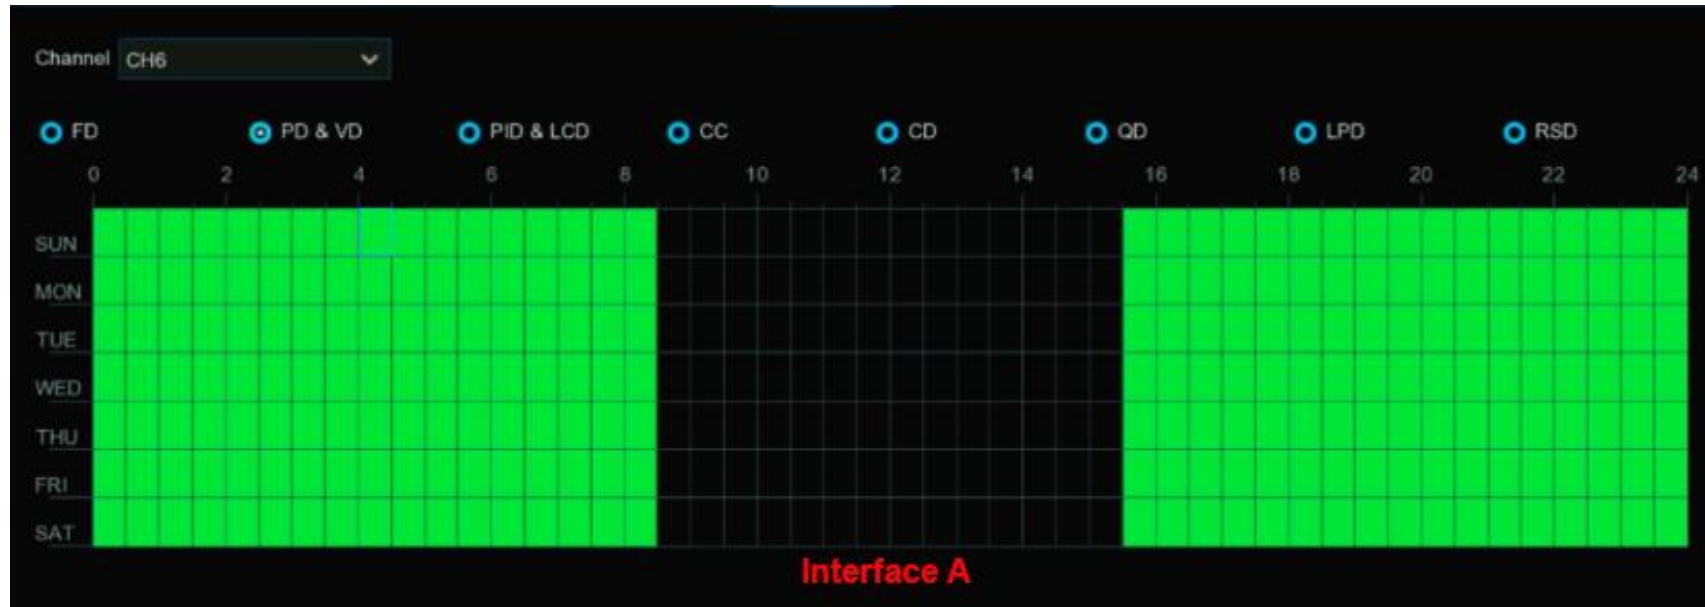 Channel CH6
FD PD & VD PID & LCD CC CD QD LPD RSD
0 2 4 6 8 10 12 14 16 18 20 22 24
SUN
MON
TUE
WED
THU
FRI
SAT
Interface A